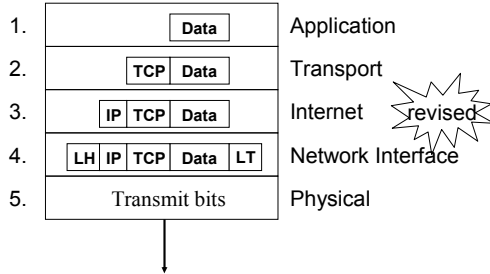 1. Data Application
2. TCP Data Transport
3. IP TCP Data Internet revised
4. LH IP TCP Data LT Network Interface
5. Transmit bits Physical